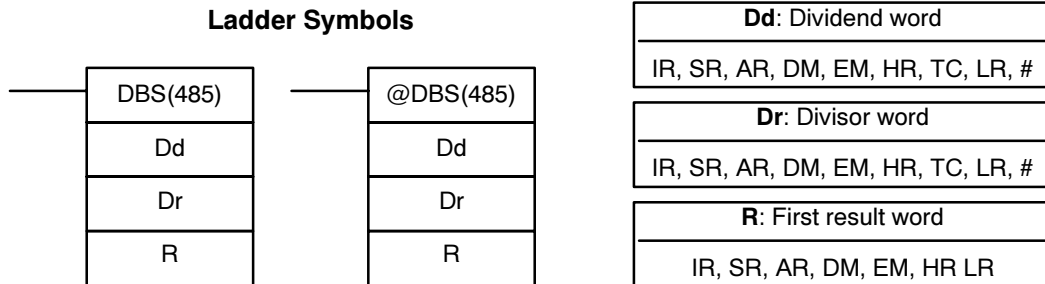 Ladder Symbols
DBS(485)
Dd
Dr
R
@DBS(485)
Dd
Dr
R
Dd: Dividend word
IR, SR, AR, DM, EM, HR, TC, LR, #
Dr: Divisor word
IR, SR, AR, DM, EM, HR, TC, LR, #
R: First result word
IR, SR, AR, DM, EM, HR LR